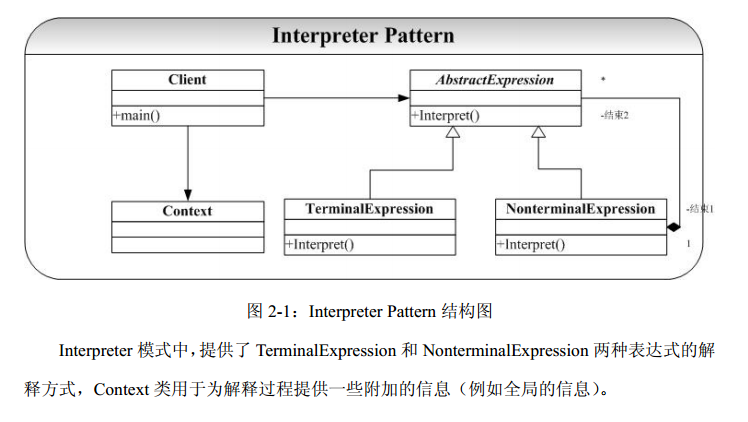 Interpreter Pattern
Client
+main()
AbstractExpression
+Interpret()
*
-结束2
Context
TerminalExpression
+Interpret()
NonterminalExpression
+Interpret()
-结束1
1
图 2-1：Interpreter Pattern 结构图
Interpreter 模式中，提供了 TerminalExpression 和 NonterminalExpression 两种表达式的解
释方式，Context 类用于为解释过程提供一些附加的信息（例如全局的信息）。